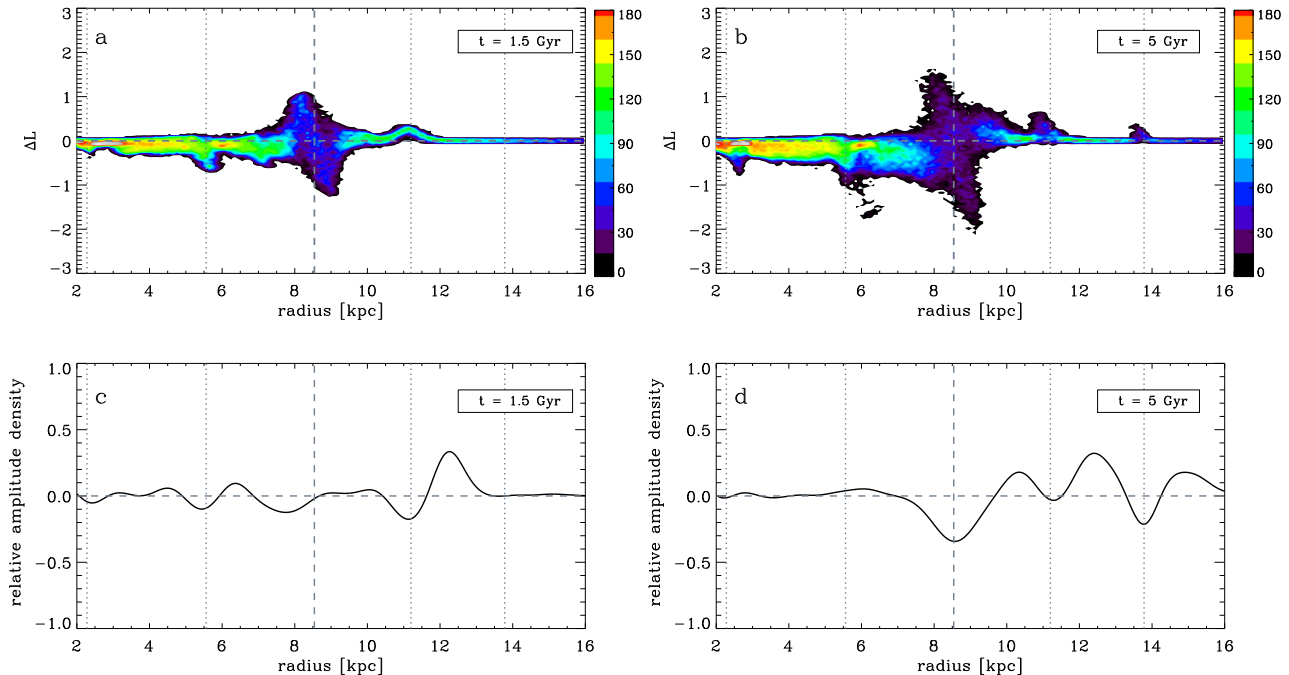 a
t = 1.5 Gyr
3
2
1
0
−1
−2
−3
ΔL
2 4 6 8 10 12 14 16
radius [kpc]
180
150
120
90
60
30
0
b
t = 5 Gyr
3
2
1
0
−1
−2
−3
ΔL
2 4 6 8 10 12 14 16
radius [kpc]
180
150
120
90
60
30
0
c
t = 1.5 Gyr
1.0
0.5
0.0
−0.5
−1.0
relative amplitude density
2 4 6 8 10 12 14 16
radius [kpc]
d
t = 5 Gyr
1.0
0.5
0.0
−0.5
−1.0
relative amplitude density
2 4 6 8 10 12 14 16
radius [kpc]